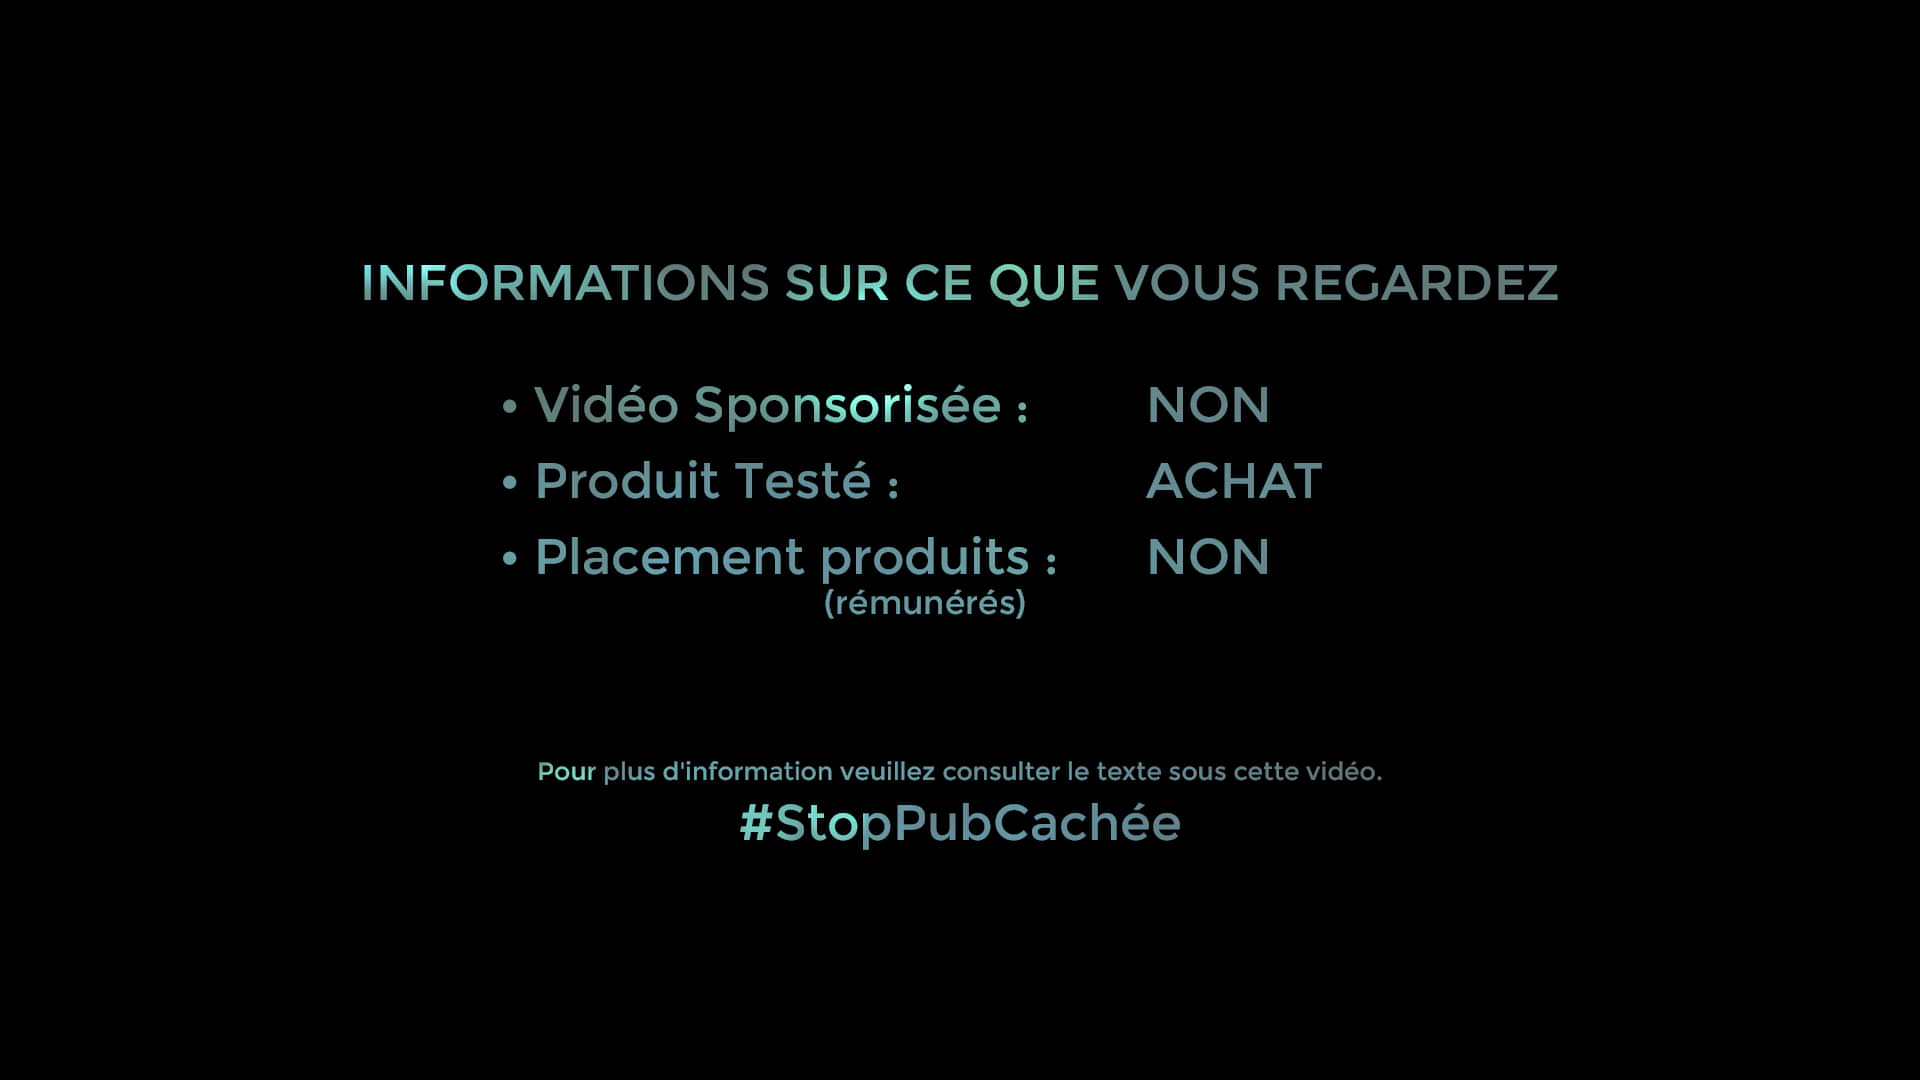 INFORMATIONS SUR CE QUE VOUS REGARDEZ
• Vidéo Sponsorisée : NON
• Produit Testé : ACHAT
• Placement produits : NON
(rémunérés)
Pour plus d'information veuillez consulter le texte sous cette vidéo.
#StopPubCachée